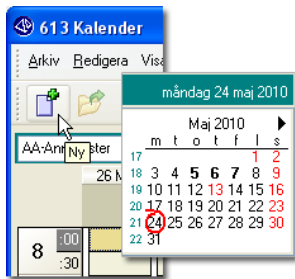 613 Kalender
Arkiv Redigera Visa
Ny
AA-Ann ster
26 M
8 :00
:30
måndag 24 maj 2010
Maj 2010
m t o t f l s
17 1 2
18 3 4 5 6 7 8 9
19 10 11 12 13 14 15 16
20 17 18 19 20 21 22 23
21 24 25 26 27 28 29 30
22 31